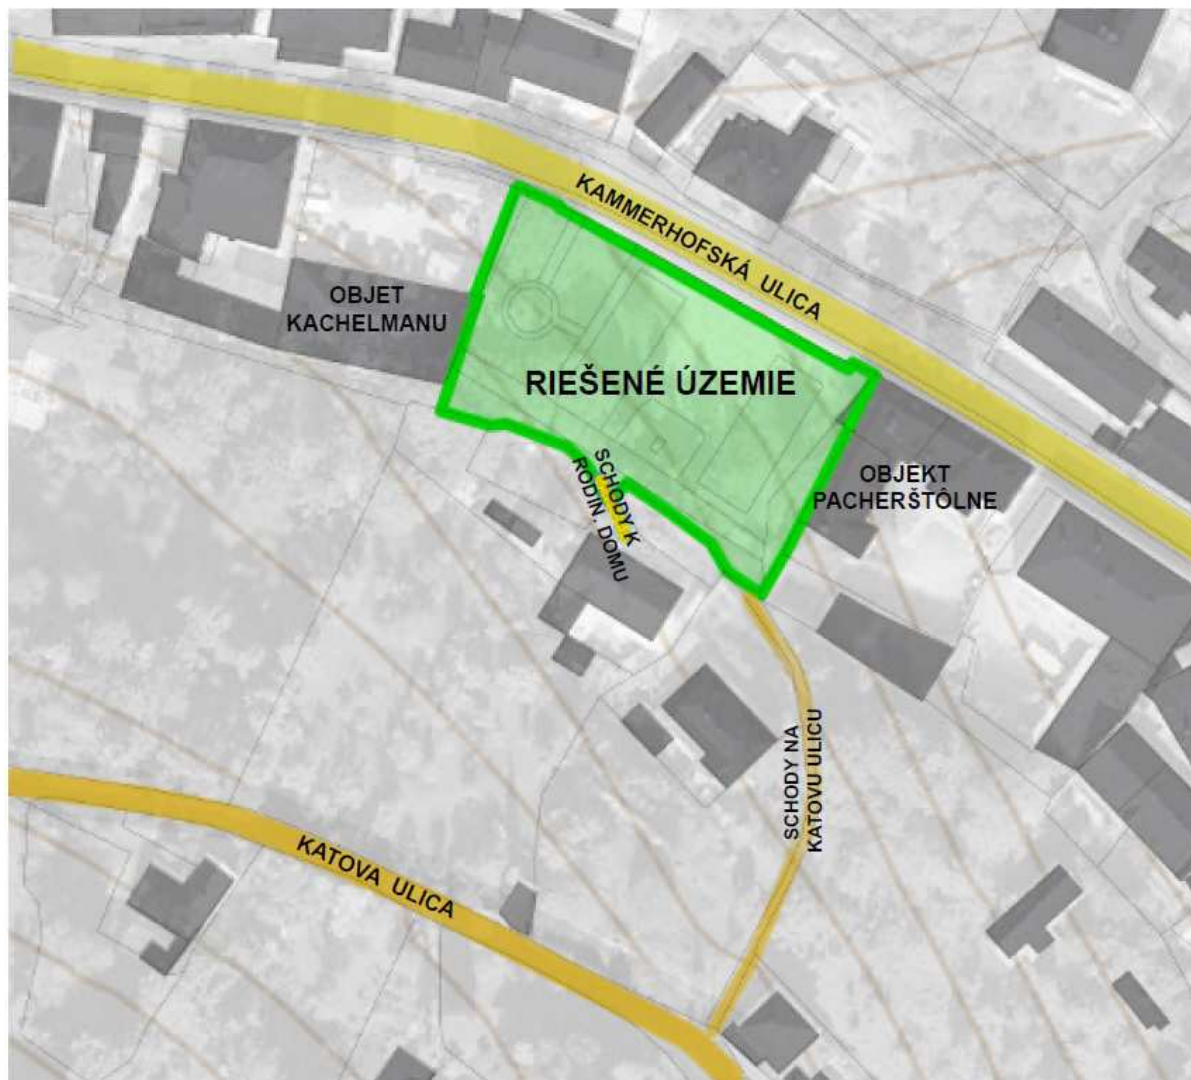 KAMMERHOFSKÁ ULICA
OBJET
KACHELMANU
RIEŠENÉ ÚZEMIE
SCHODY K
RODIN. DOMU
OBJEKT
PACHERŠTÔLNE
SCHODY NA
KATOVU ULICU
KATOVA ULICA